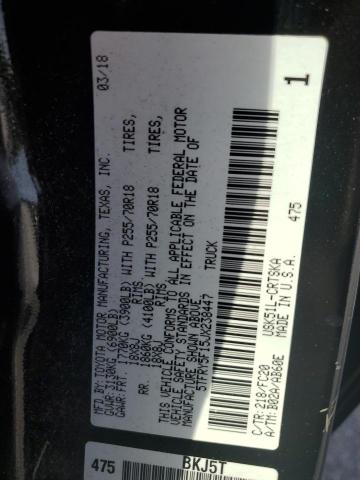 TOYOTA MOTOR MANUFACTURING, TEXAS, INC. 03/18
GVWR: 3130KG (6900LB)
GAWR: FRT. 1770KG (3900LB) WITH P255/70R18 TIRES,
18X8J RIMS
RR. 1860KG (4100LB) WITH P255/70R18 TIRES,
18X8J RIMS
THIS VEHICLE CONFORMS TO ALL APPLICABLE FEDERAL MOTOR
VEHICLE SAFETY STANDARDS IN EFFECT ON THE DATE OF
MANUFACTURE SHOWN ABOVE.
5TFRY5F15JX238447 TRUCK
C/TR: 218/FC20 USK51L-CRTSKA 475
A/TM: B02A/AB60E MADE IN U.S.A. 1
475 BKJ5T